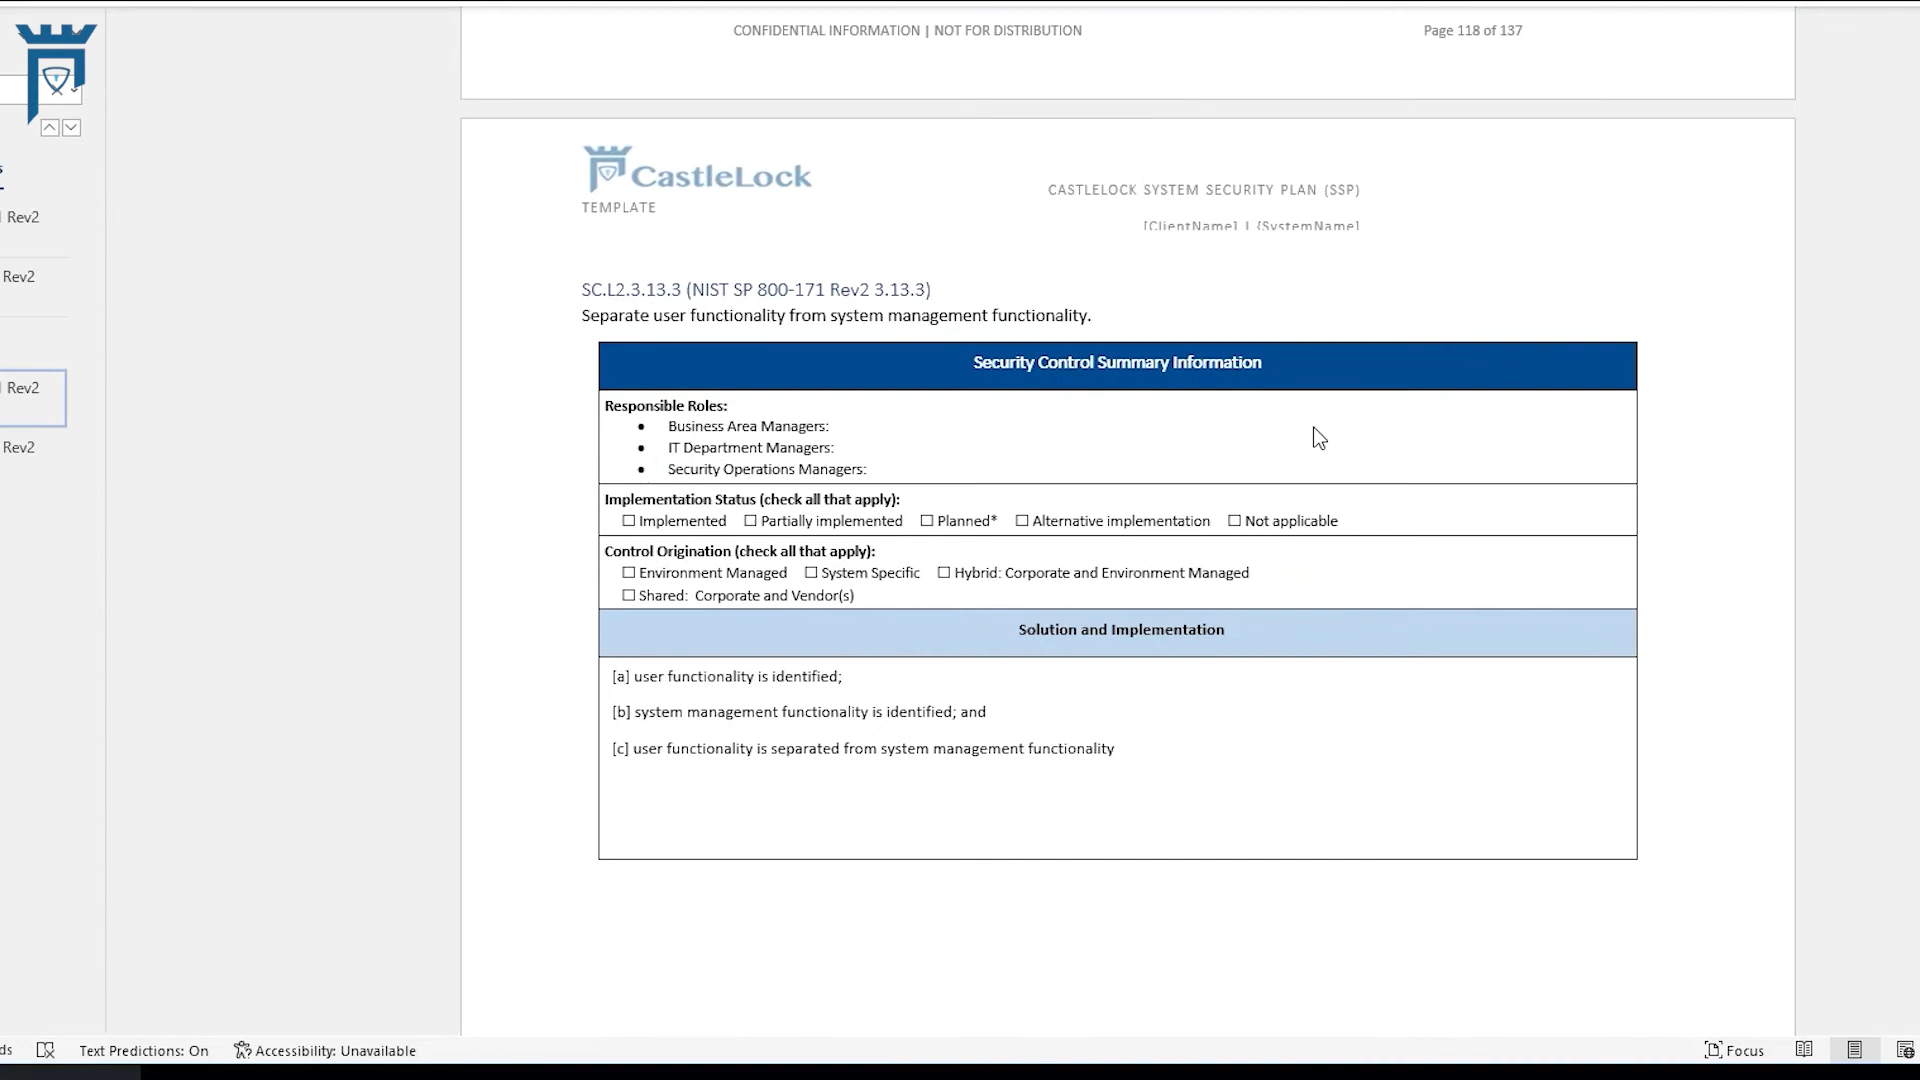 CONFIDENTIAL INFORMATION | NOT FOR DISTRIBUTION Page 118 of 137
CastleLock
TEMPLATE
CASTLELOCK SYSTEM SECURITY PLAN (SSP)
[ClientName] | {SystemName]
Rev2
Rev2
Rev2
Rev2
SC.L2.3.13.3 (NIST SP 800-171 Rev2 3.13.3)
Separate user functionality from system management functionality.
Security Control Summary Information
Responsible Roles:
• Business Area Managers:
• IT Department Managers:
• Security Operations Managers:
Implementation Status (check all that apply):
☐ Implemented ☐ Partially implemented ☐ Planned* ☐ Alternative implementation ☐ Not applicable
Control Origination (check all that apply):
☐ Environment Managed ☐ System Specific ☐ Hybrid: Corporate and Environment Managed
☐ Shared: Corporate and Vendor(s)
Solution and Implementation
[a] user functionality is identified;
[b] system management functionality is identified; and
[c] user functionality is separated from system management functionality
Text Predictions: On Accessibility: Unavailable Focus